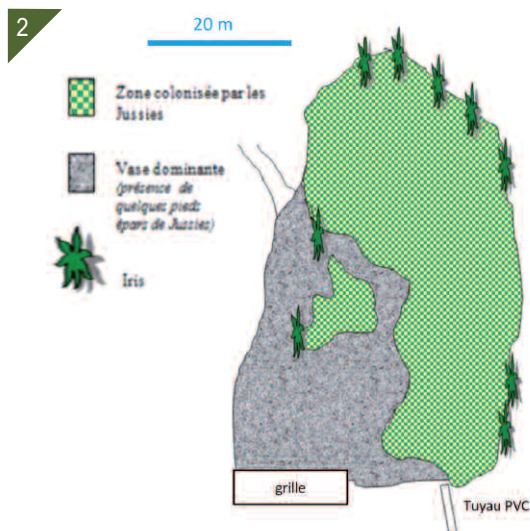 2
20 m
Zone colonisée par les
Jussies
Vase dominante
(présence de
quelques pieds
épars de Jussies)
Iris
grille
Tuyau PVC